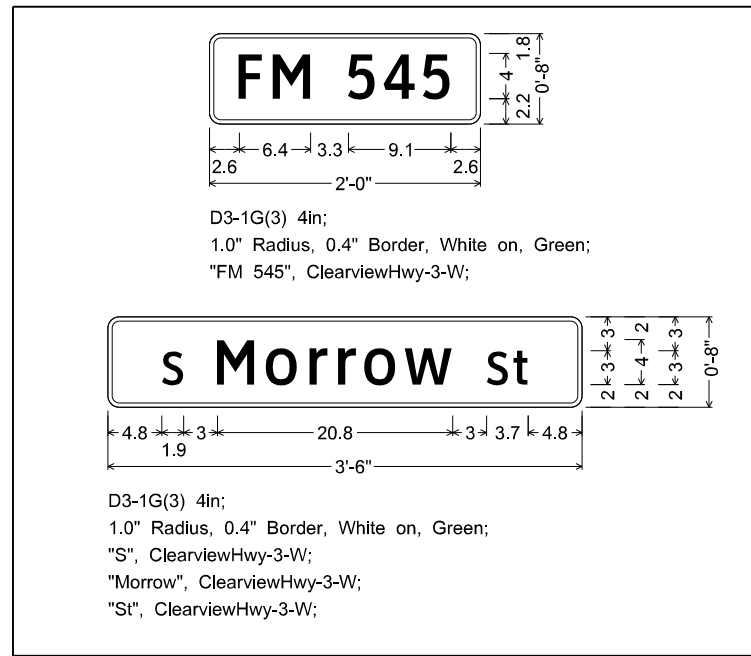 FM 545
1.8
4
2.2
0'-8"
6.4 3.3 9.1
2.6 2.6
2'-0"
D3-1G(3) 4in;
1.0" Radius, 0.4" Border, White on, Green;
"FM 545", ClearviewHwy-3-W;
S Morrow St
3 2 3
3 4 3
2 2 2
0'-8"
4.8 3 20.8 3 3.7 4.8
1.9
3'-6"
D3-1G(3) 4in;
1.0" Radius, 0.4" Border, White on, Green;
"S", ClearviewHwy-3-W;
"Morrow", ClearviewHwy-3-W;
"St", ClearviewHwy-3-W;